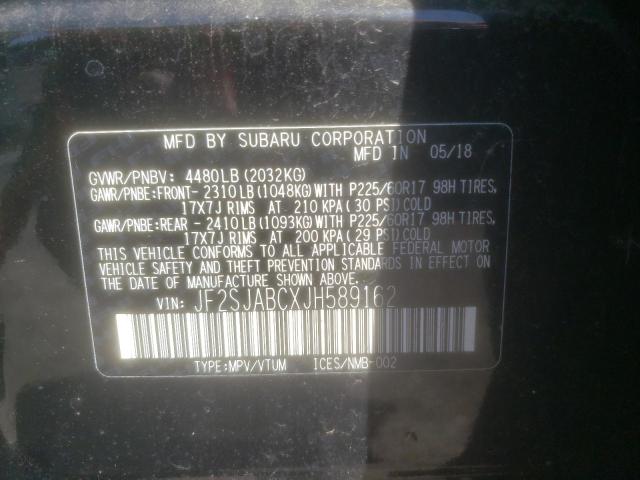 MFD BY SUBARU CORPORATION
MFD IN 05/18
GVWR/PNBV: 4480LB(2032KG)
GAWR/PNBE:FRONT-2310LB(1048KG)WITH P225/60R17 98H TIRES,
17X7J RIMS AT 210 KPA(30 PSI)COLD
GAWR/PNBE:REAR -2410LB(1093KG)WITH P225/60R17 98H TIRES,
17X7J RIMS AT 200 KPA(29 PSI)COLD
THIS VEHICLE CONFORMS TO ALL APPLICABLE FEDERAL MOTOR
VEHICLE SAFETY AND THEFT PREVENTION STANDARDS IN EFFECT ON
THE DATE OF MANUFACTURE SHOWN ABOVE.
VIN: JF2SJABCXJH589162
TYPE:MPV/VTUM ICES/NMB-002